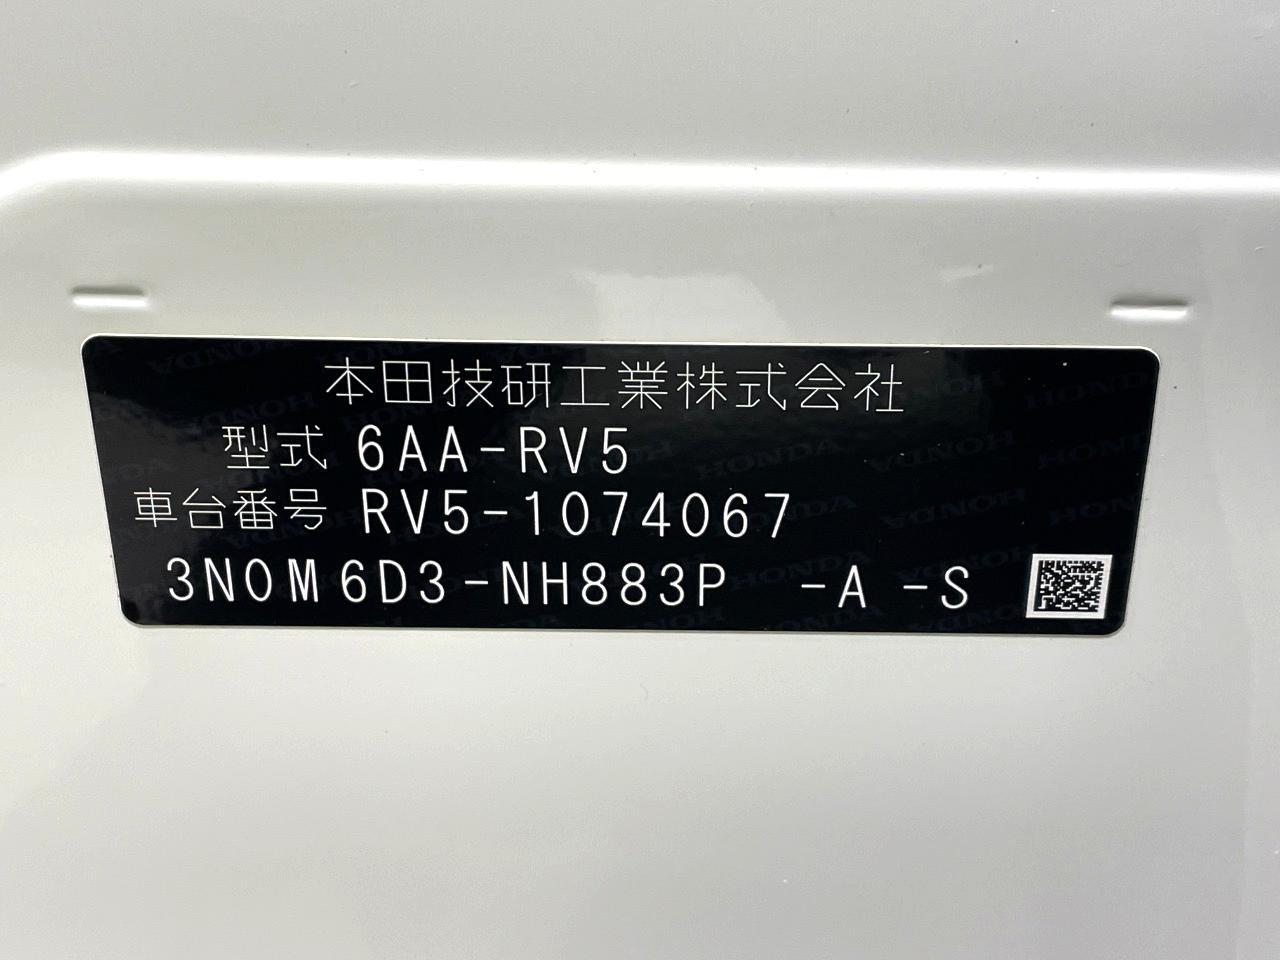 本田技研工業株式会社
型式 6AA-RV5
車台番号 RV5-1074067
3N0M6D3-NH883P -A -S